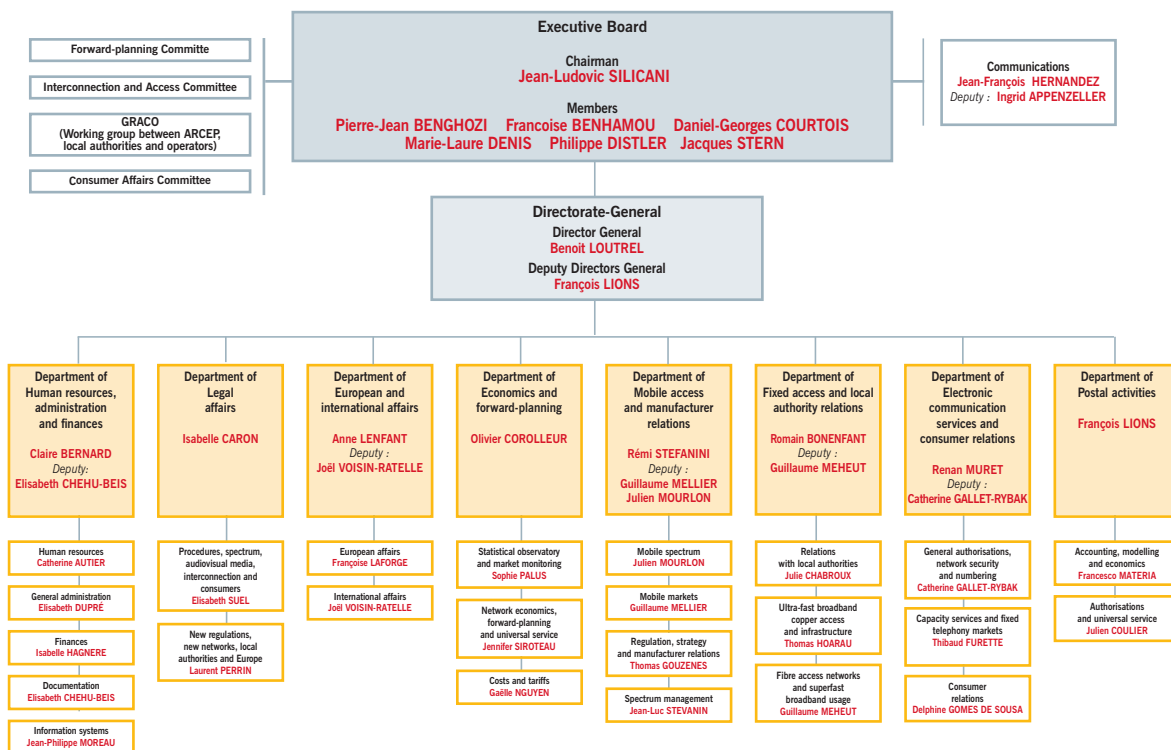 Executive Board
Chairman
Jean-Ludovic SILICANI
Members
Pierre-Jean BENGHOZI Francoise BENHAMOU Daniel-Georges COURTOIS
Marie-Laure DENIS Philippe DISTLER Jacques STERN
Forward-planning Committe
Interconnection and Access Committee
GRACO
(Working group between ARCEP,
local authorities and operators)
Consumer Affairs Committee
Communications
Jean-François HERNANDEZ
Deputy : Ingrid APPENZELLER
Directorate-General
Director General
Benoit LOUTREL
Deputy Directors General
François LIONS
Department of
Human resources,
administration
and finances
Claire BERNARD
Deputy:
Elisabeth CHEHU-BEIS
Human resources
Catherine AUTIER
General administration
Elisabeth DUPRÉ
Finances
Isabelle HAGNERE
Documentation
Elisabeth CHEHU-BEIS
Information systems
Jean-Philippe MOREAU
Department of
Legal
affairs
Isabelle CARON
Procedures, spectrum,
audiovisual media,
interconnection and
consumers
Elisabeth SUEL
New regulations,
new networks, local
authorities and Europe
Laurent PERRIN
Department of
European and
international affairs
Anne LENFANT
Deputy :
Joël VOISIN-RATELLE
European affairs
Françoise LAFORGE
International affairs
Joël VOISIN-RATELLE
Department of
Economics and
forward-planning
Olivier COROLLEUR
Statistical observatory
and market monitoring
Sophie PALUS
Network economics,
forward-planning
and universal service
Jennifer SIROTEAU
Costs and tariffs
Gaëlle NGUYEN
Department of
Mobile access
and manufacturer
relations
Rémi STEFANINI
Deputy :
Guillaume MELLIER
Julien MOURLON
Mobile spectrum
Julien MOURLON
Mobile markets
Guillaume MELLIER
Regulation, strategy
and manufacturer relations
Thomas GOUZENES
Spectrum management
Jean-Luc STEVANIN
Department of
Fixed access and local
authority relations
Romain BONENFANT
Deputy :
Guillaume MEHEUT
Relations
with local authorities
Julie CHABROUX
Ultra-fast broadband
copper access
and infrastructure
Thomas HOARAU
Fibre access networks
and superfast
broadband usage
Guillaume MEHEUT
Department of
Electronic
communication
services and
consumer relations
Renan MURET
Deputy :
Catherine GALLET-RYBAK
General authorisations,
network security
and numbering
Catherine GALLET-RYBAK
Capacity services and fixed
telephony markets
Thibaud FURETTE
Consumer
relations
Delphine GOMES DE SOUSA
Department of
Postal activities
François LIONS
Accounting, modelling
and economics
Francesco MATERIA
Authorisations
and universal service
Julien COULIER